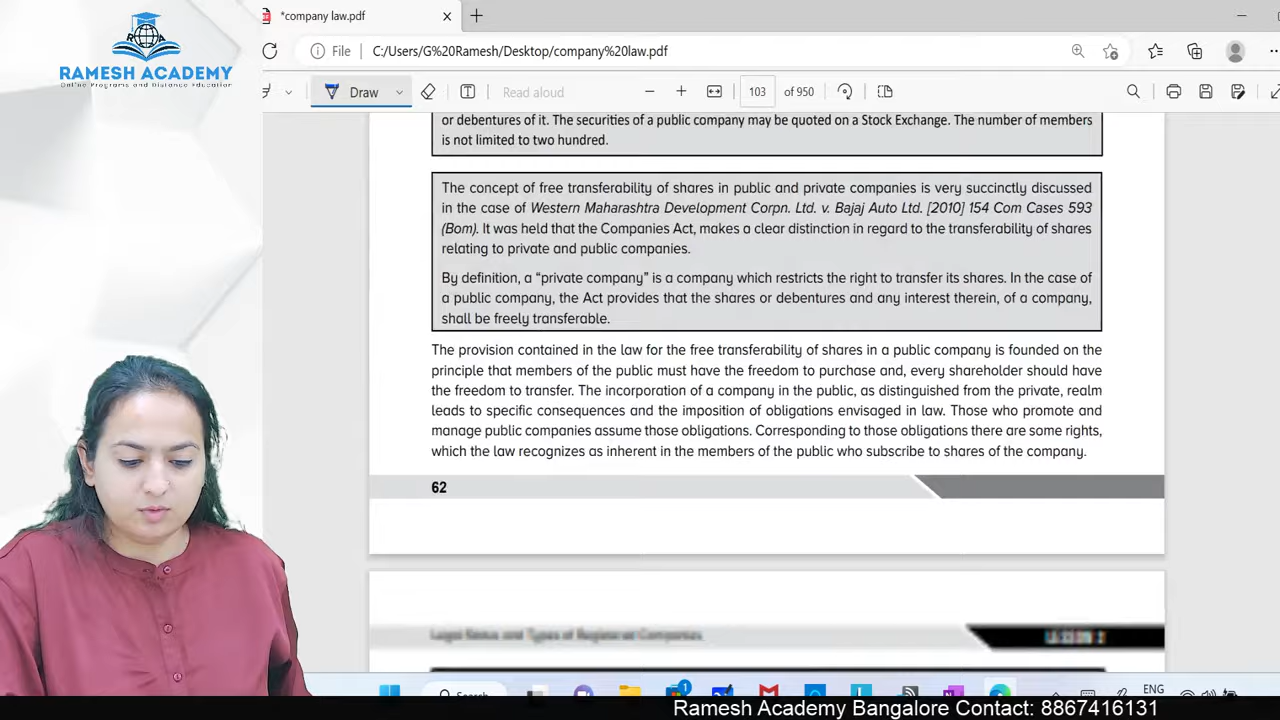 *company law.pdf
RAMESH ACADEMY
Online Programs and Distance Education
File
C:/Users/G%20Ramesh/Desktop/company%20law.pdf
Draw
Read aloud
103
of 950
or debentures of it. The securities of a public company may be quoted on a Stock Exchange. The number of members
is not limited to two hundred.
The concept of free transferability of shares in public and private companies is very succinctly discussed
in the case of Western Maharashtra Development Corpn. Ltd. v. Bajaj Auto Ltd. [2010] 154 Com Cases 593
(Bom). It was held that the Companies Act, makes a clear distinction in regard to the transferability of shares
relating to private and public companies.
By definition, a “private company” is a company which restricts the right to transfer its shares. In the case of
a public company, the Act provides that the shares or debentures and any interest therein, of a company,
shall be freely transferable.
The provision contained in the law for the free transferability of shares in a public company is founded on the
principle that members of the public must have the freedom to purchase and, every shareholder should have
the freedom to transfer. The incorporation of a company in the public, as distinguished from the private, realm
leads to specific consequences and the imposition of obligations envisaged in law. Those who promote and
manage public companies assume those obligations. Corresponding to those obligations there are some rights,
which the law recognizes as inherent in the members of the public who subscribe to shares of the company.
62
Legal Status and Types of Registered Companies
LESSON 2
Search
1
ENG
Ramesh Academy Bangalore Contact: 8867416131